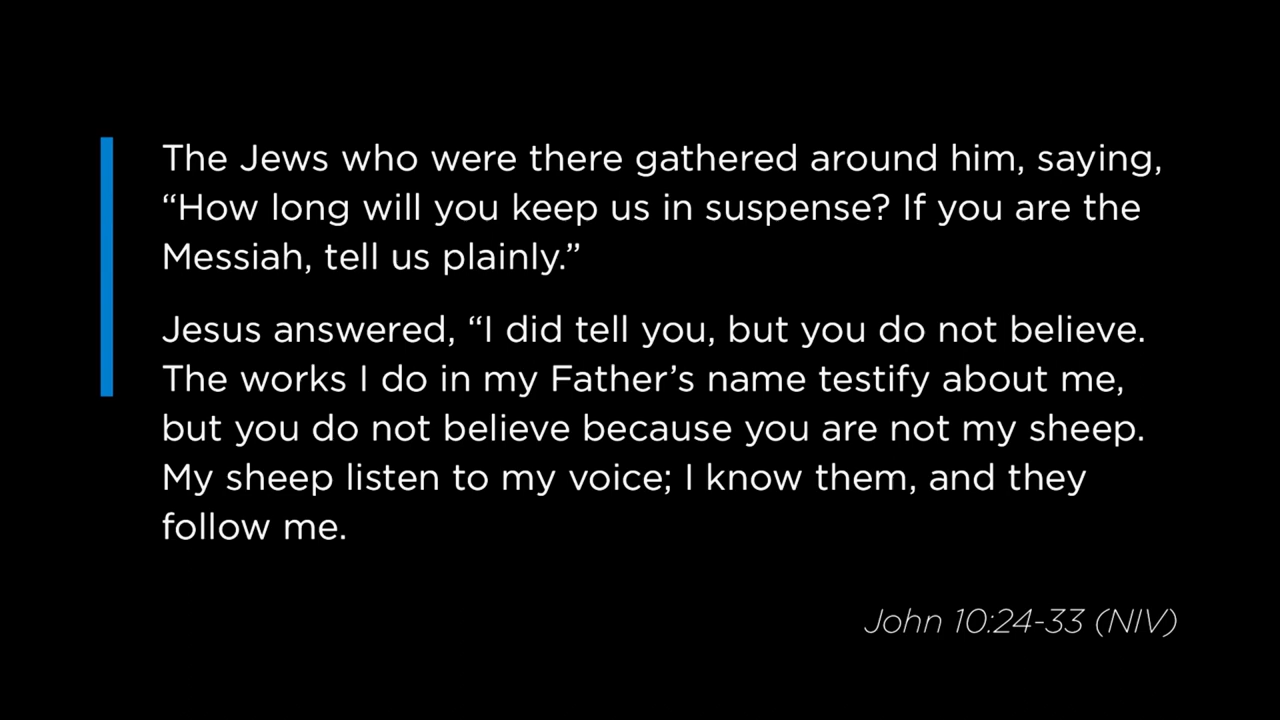 The Jews who were there gathered around him, saying,
“How long will you keep us in suspense? If you are the
Messiah, tell us plainly.”
Jesus answered, “I did tell you, but you do not believe.
The works I do in my Father’s name testify about me,
but you do not believe because you are not my sheep.
My sheep listen to my voice; I know them, and they
follow me.
John 10:24-33 (NIV)